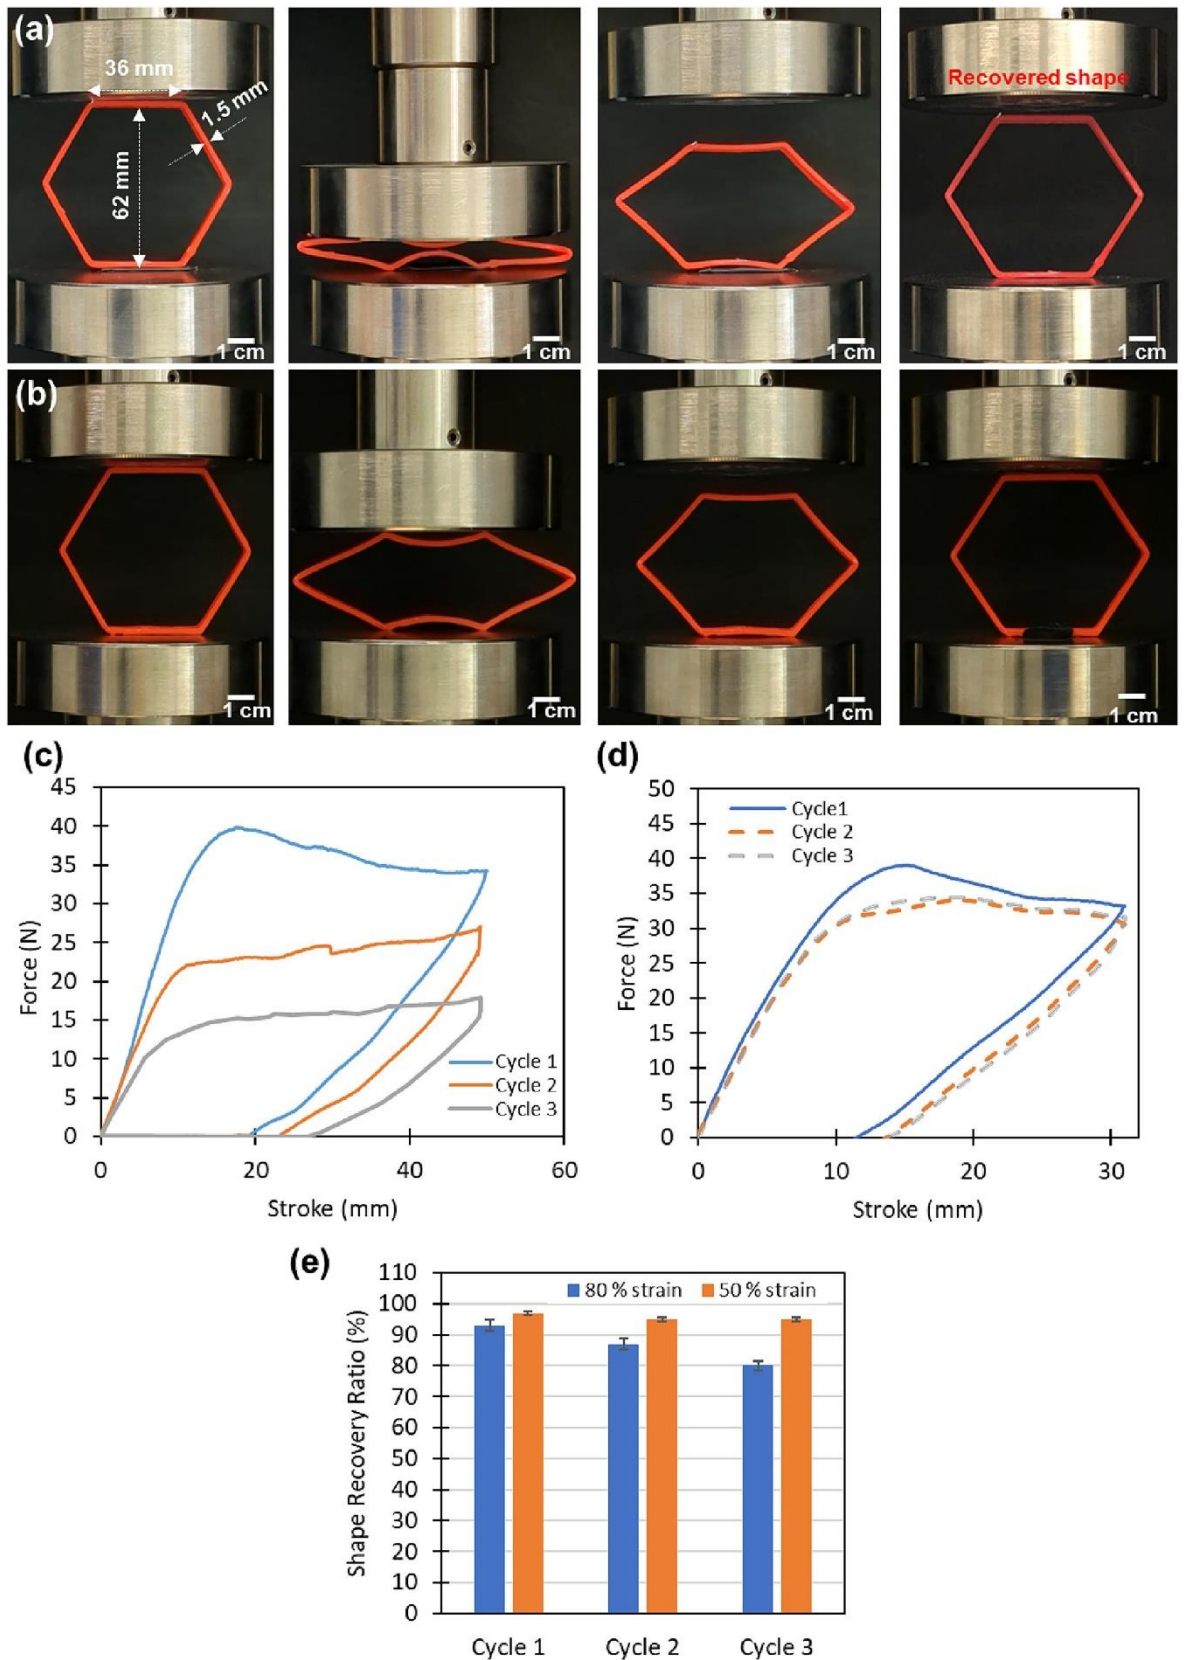 (a)
36 mm
1.5 mm
62 mm
Recovered shape
1 cm
1 cm
1 cm
1 cm
(b)
1 cm
1 cm
1 cm
1 cm
(c)
45
40
35
30
25
20
15
10
5
0
0 20 40 60
Force (N)
Stroke (mm)
Cycle 1
Cycle 2
Cycle 3
(d)
50
45
40
35
30
25
20
15
10
5
0
0 10 20 30
Force (N)
Stroke (mm)
Cycle1
Cycle 2
Cycle 3
(e)
110
100
90
80
70
60
50
40
30
20
10
0
Shape Recovery Ratio (%)
80 % strain 50 % strain
Cycle 1 Cycle 2 Cycle 3